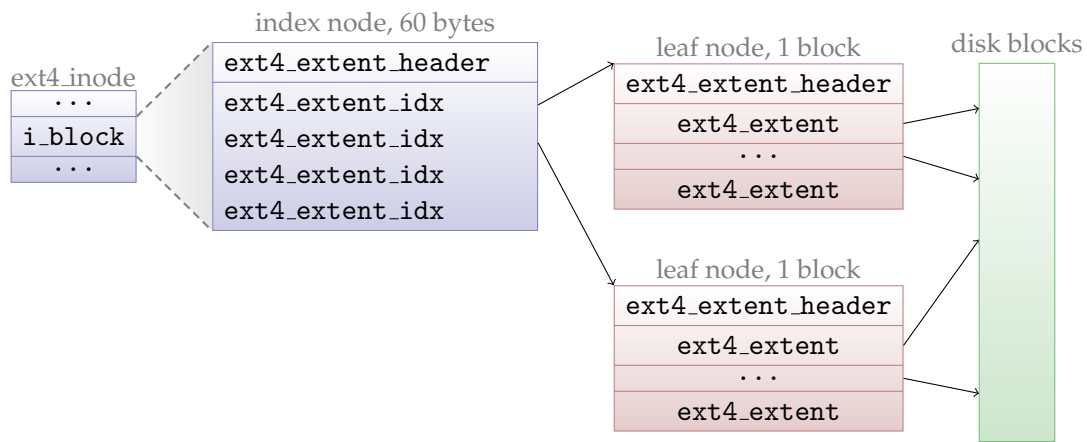 ext4_inode
...
i_block
...
index node, 60 bytes
ext4_extent_header
ext4_extent_idx
ext4_extent_idx
ext4_extent_idx
ext4_extent_idx
leaf node, 1 block
ext4_extent_header
ext4_extent
...
ext4_extent
leaf node, 1 block
ext4_extent_header
ext4_extent
...
ext4_extent
disk blocks